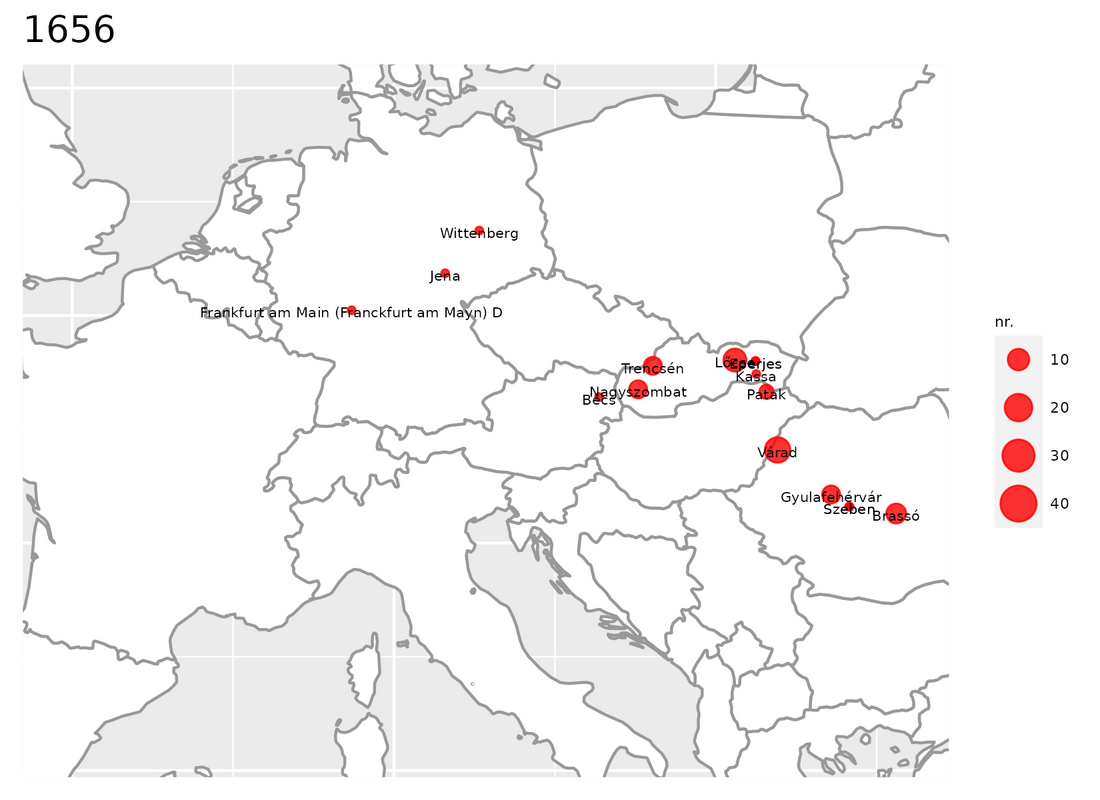 1656
Wittenberg
Jena
Frankfurt am Main (Franckfurt am Mayn) D
nr.
10
20
30
40
Trencsén
Lőcse
Eperjes
Kassa
Nagyszombat
Bécs
Patak
Várad
Gyulafehérvár
Szeben
Brassó